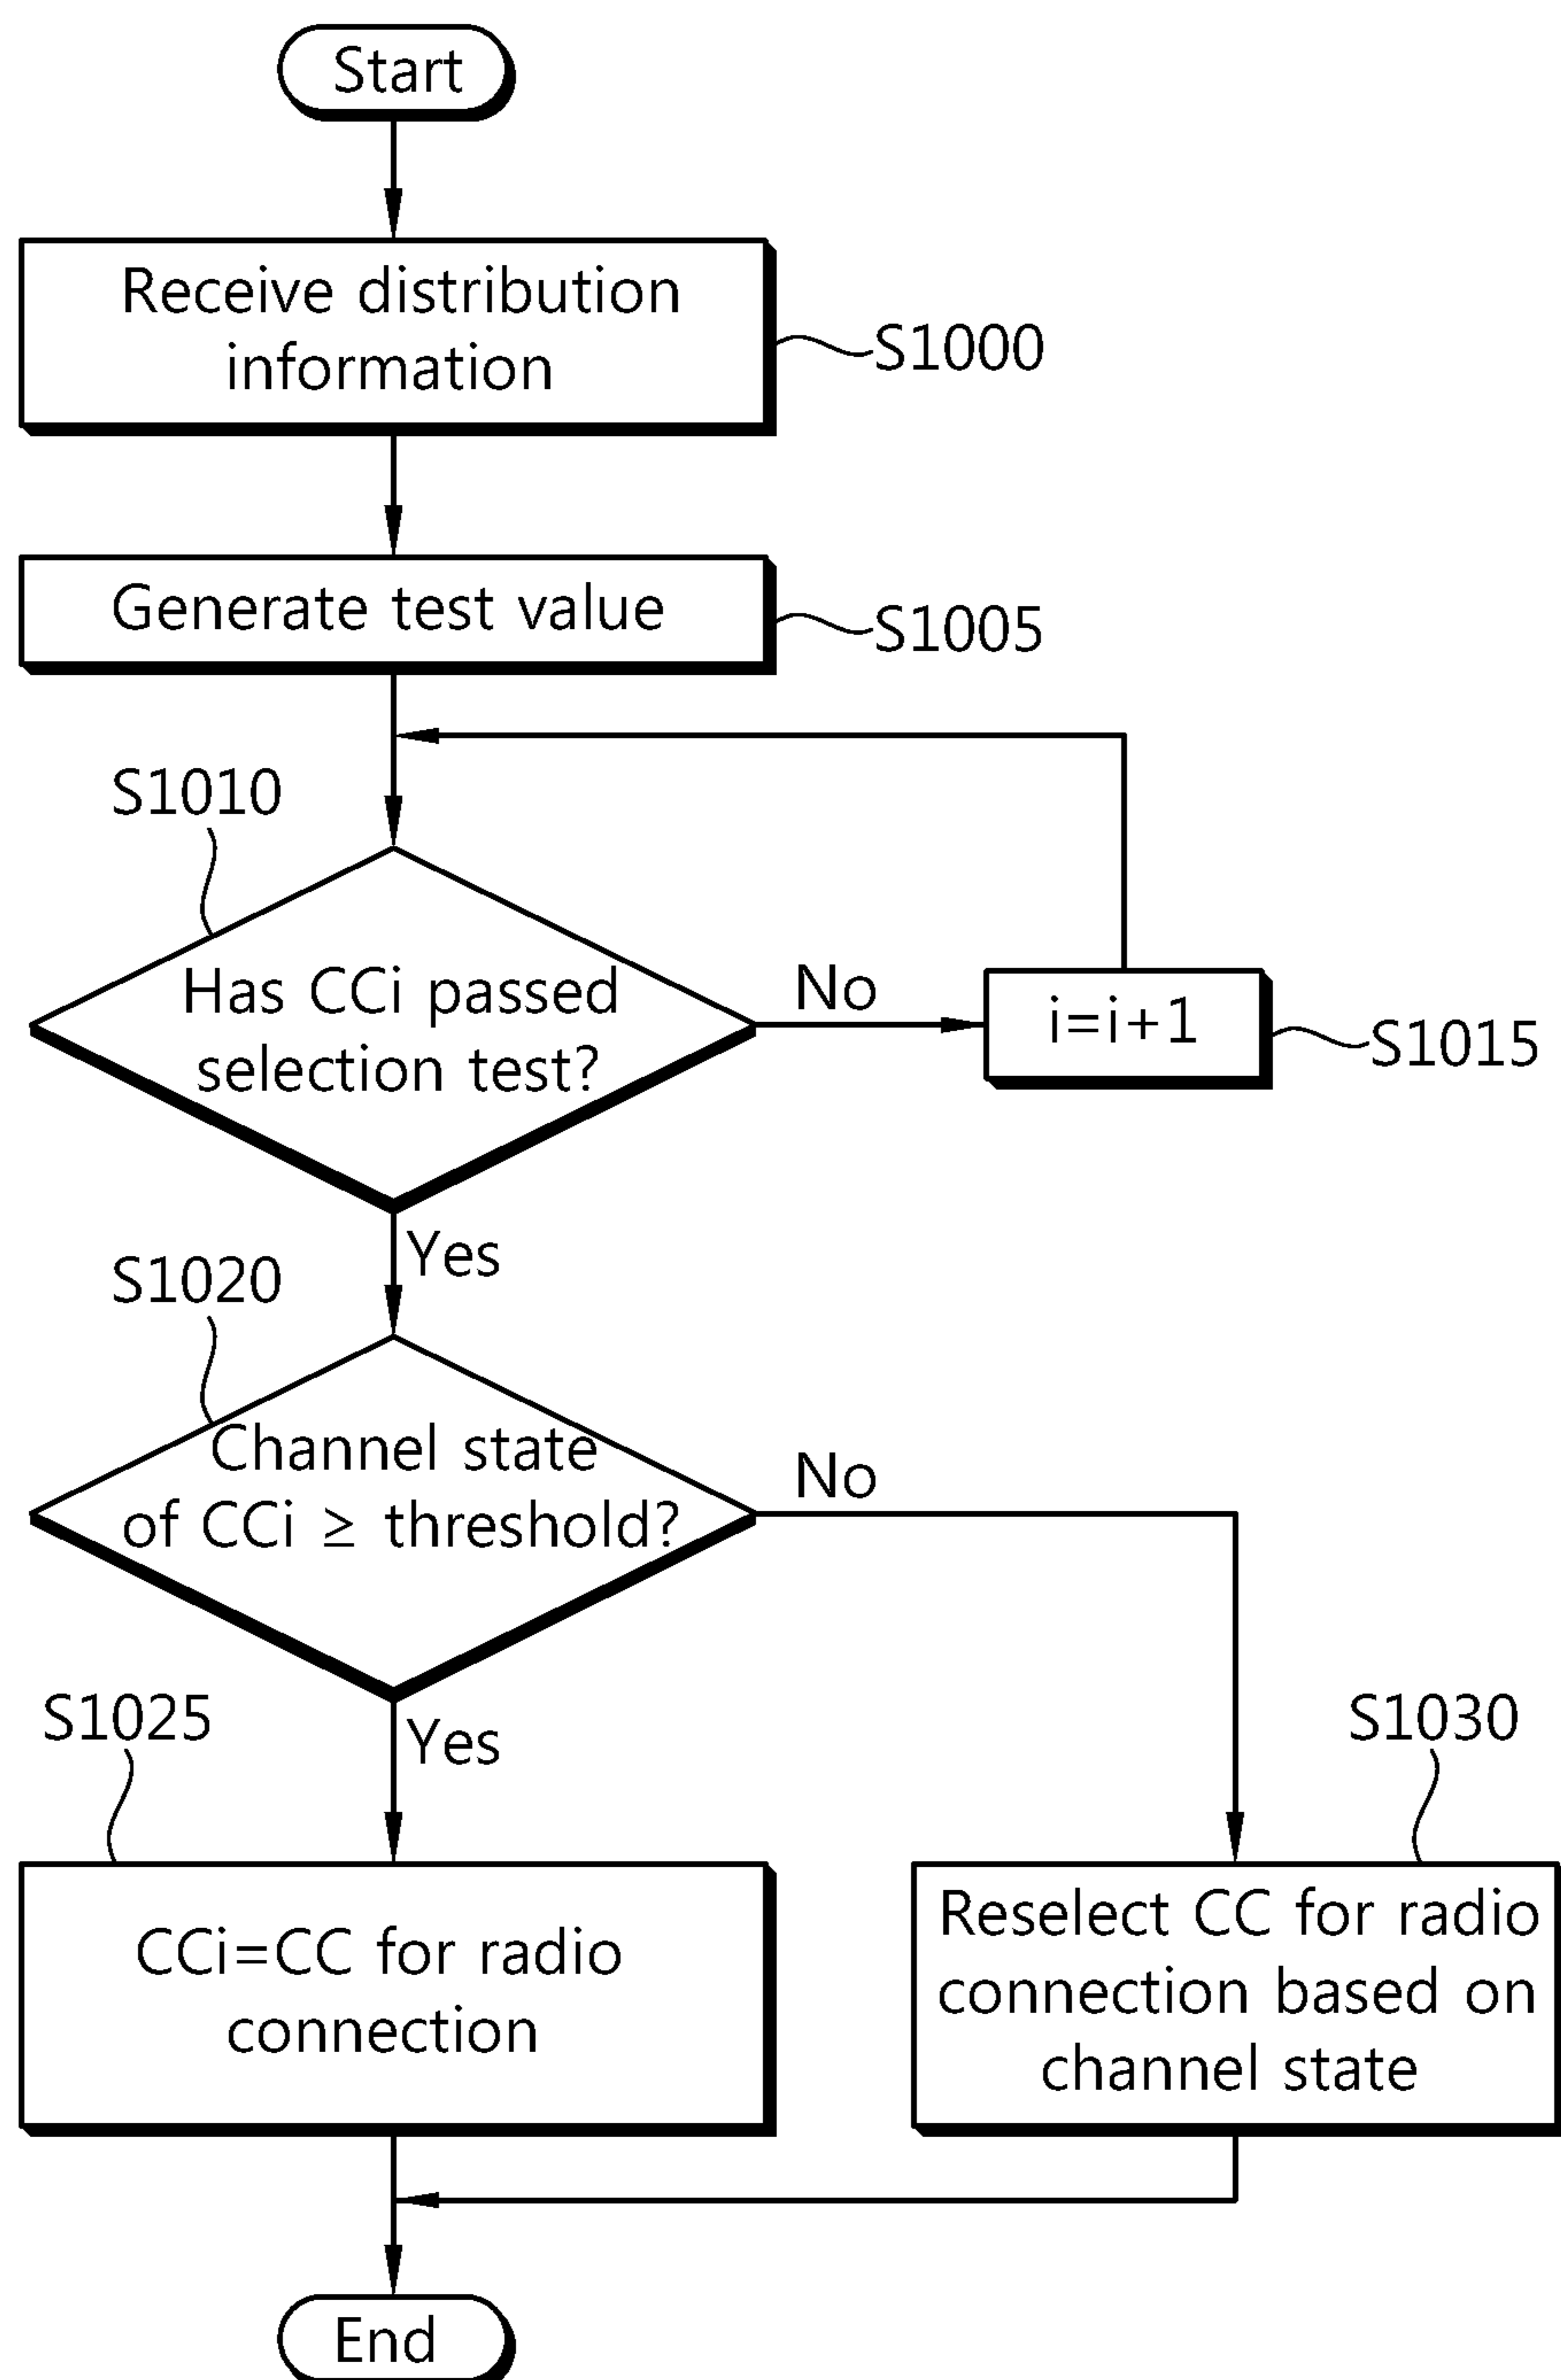 Start
Receive distribution
information
S1000
Generate test value
S1005
S1010
Has CCi passed
selection test?
No
i=i+1
S1015
Yes
S1020
Channel state
of CCi ≥ threshold?
No
Yes
S1025
S1030
CCi=CC for radio
connection
Reselect CC for radio
connection based on
channel state
End